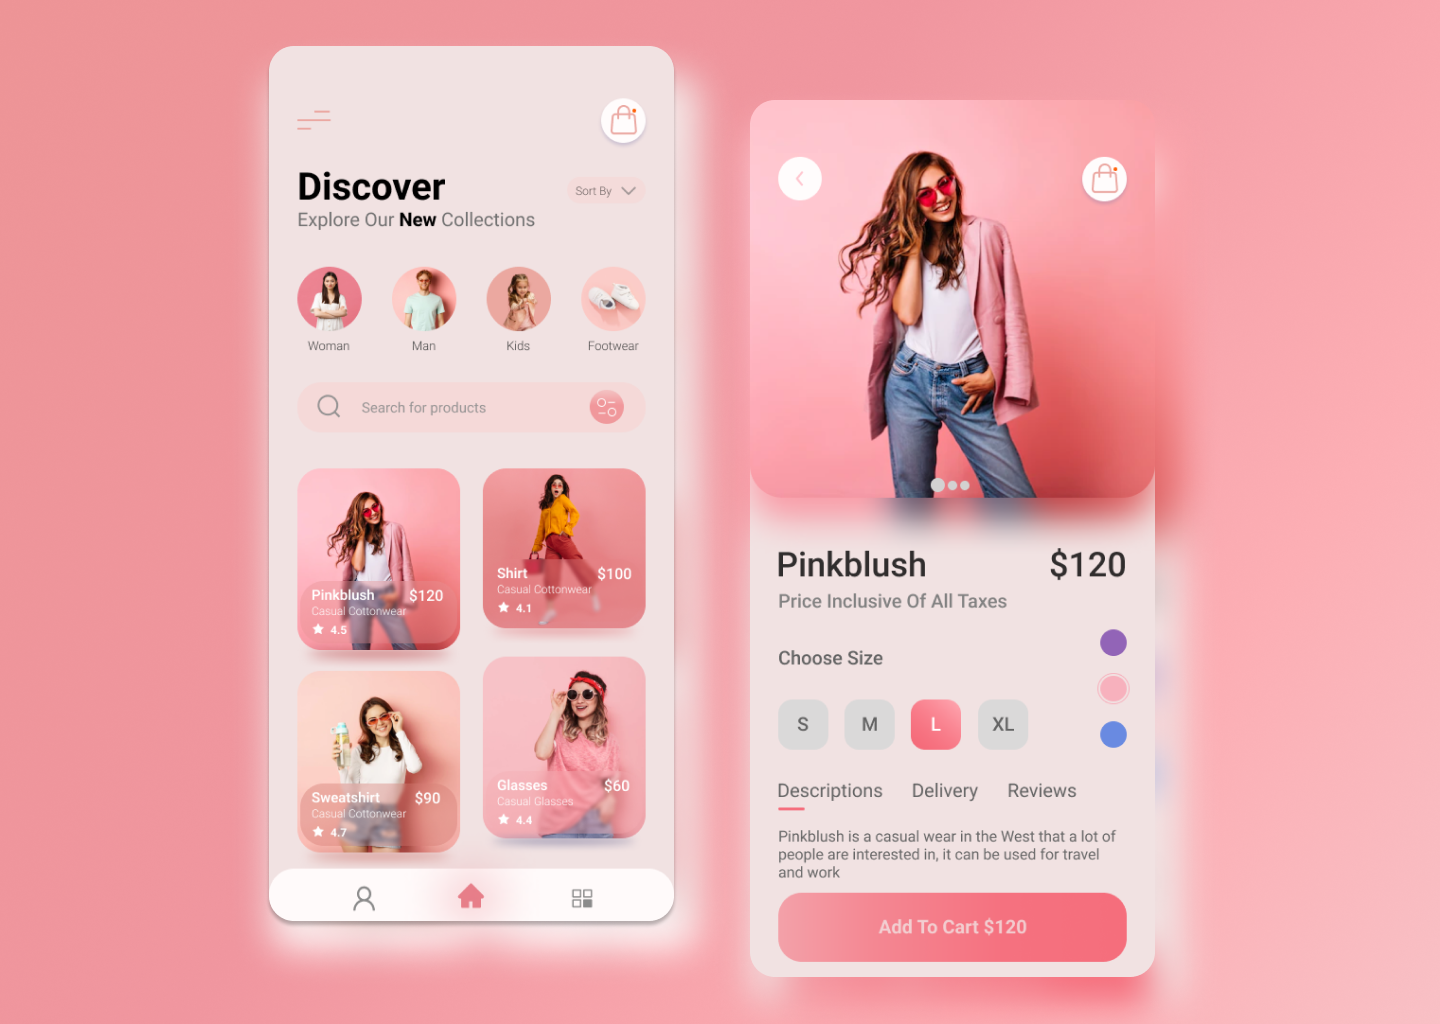 Discover
Sort By
Explore Our New Collections
Woman
Man
Kids
Footwear
Search for products
Pinkblush $120
Casual Cottonwear
4.5
Shirt $100
Casual Cottonwear
4.1
Sweatshirt $90
Casual Cottonwear
4.7
Glasses $60
Casual Glasses
4.4
Pinkblush $120
Price Inclusive Of All Taxes
Choose Size
S M L XL
Descriptions Delivery Reviews
Pinkblush is a casual wear in the West that a lot of
people are interested in, it can be used for travel
and work
Add To Cart $120